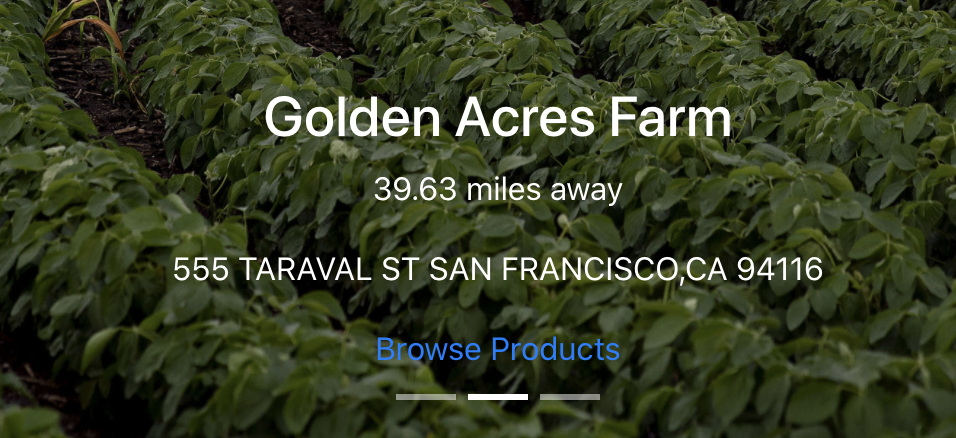 Golden Acres Farm
39.63 miles away
555 TARAVAL ST SAN FRANCISCO,CA 94116
Browse Products